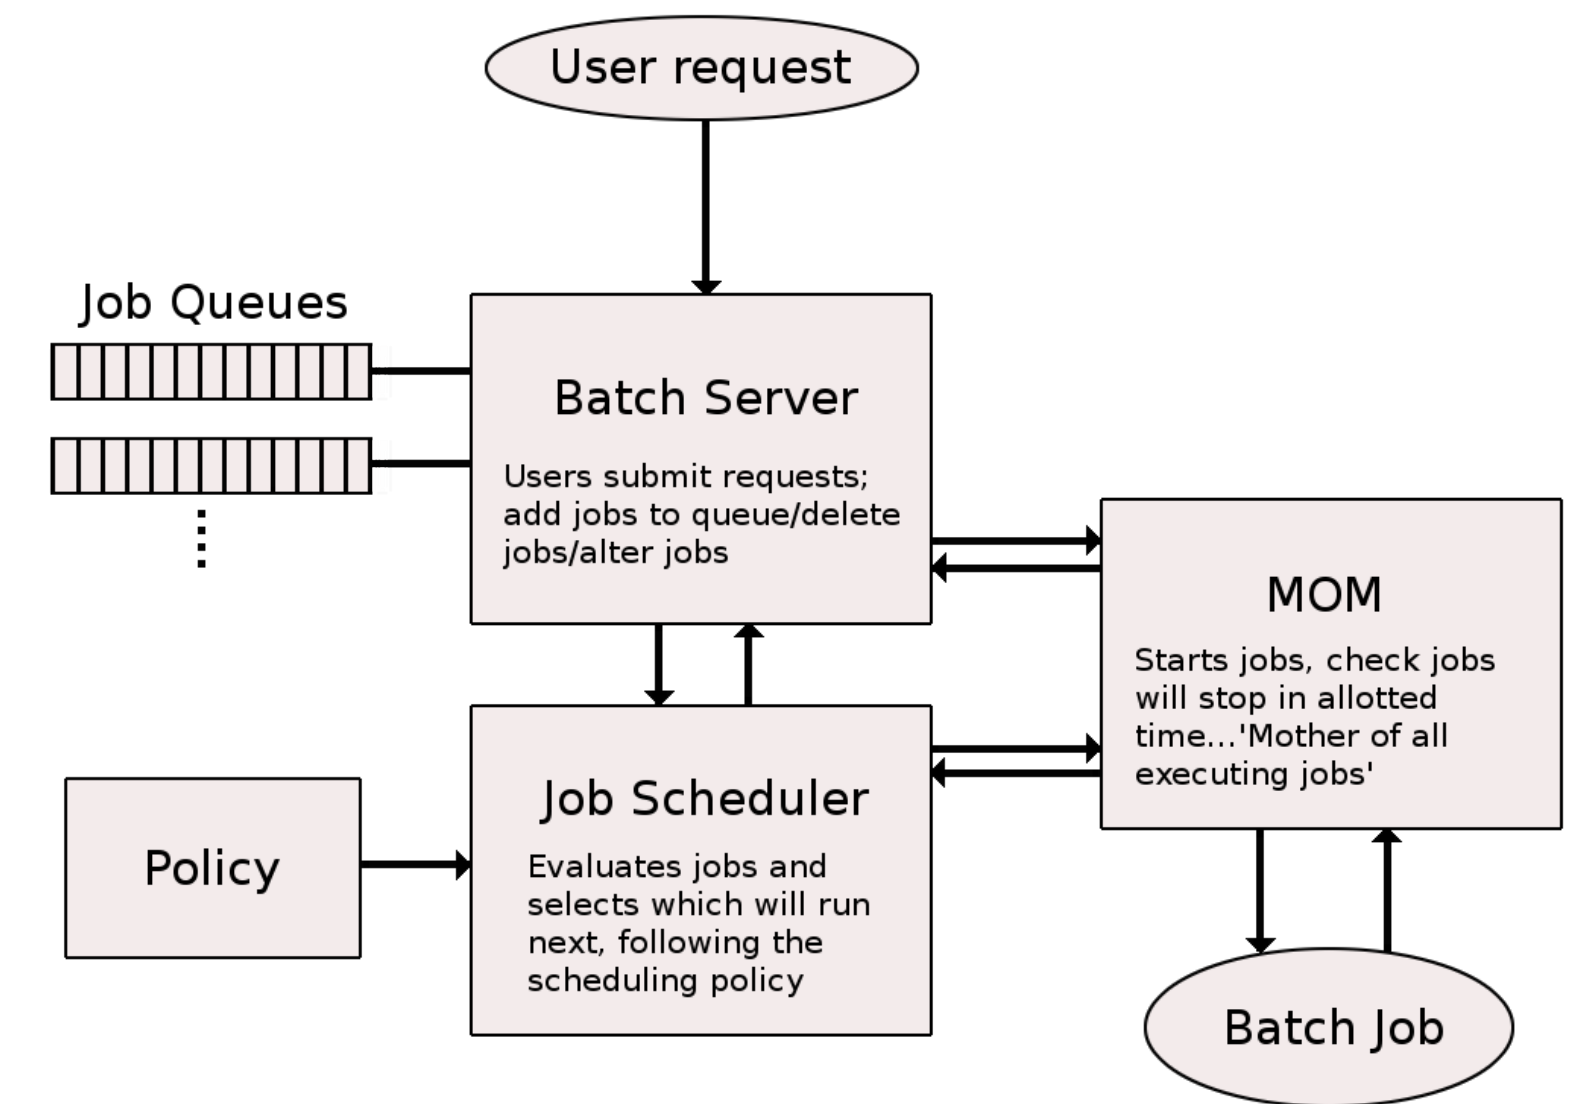 User request
Job Queues
Batch Server
Users submit requests;
add jobs to queue/delete
jobs/alter jobs
MOM
Starts jobs, check jobs
will stop in allotted
time...'Mother of all
executing jobs'
Job Scheduler
Evaluates jobs and
selects which will run
next, following the
scheduling policy
Policy
Batch Job